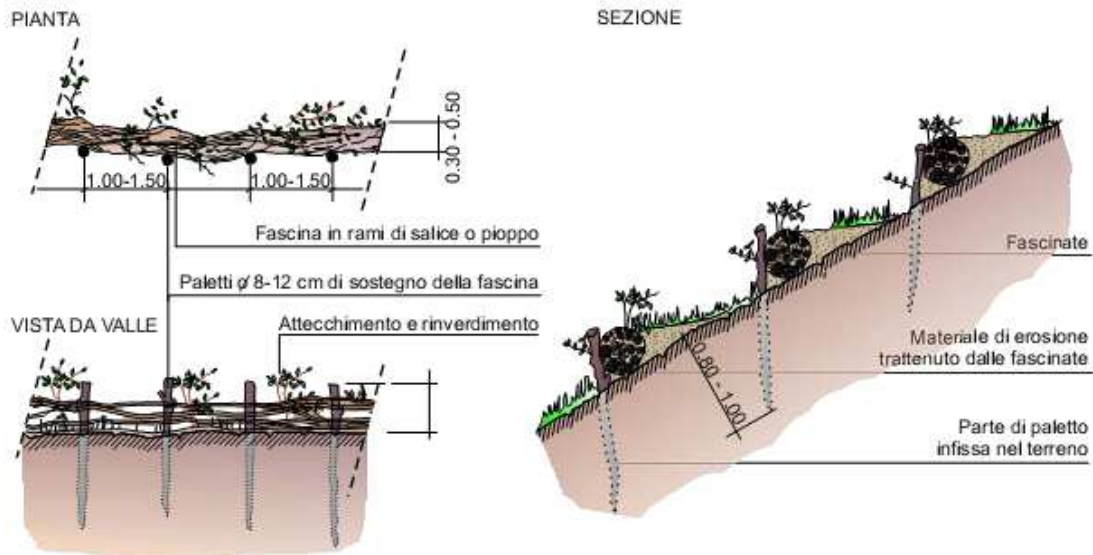 PIANTA
SEZIONE
0.30 - 0.50
1.00-1.50
1.00-1.50
Fascina in rami di salice o pioppo
Paletti ø 8-12 cm di sostegno della fascina
VISTA DA VALLE
Attecchimento e rinverdimento
Fascinate
0.80 - 1.00
Materiale di erosione
trattenuto dalle fascinate
Parte di paletto
infissa nel terreno